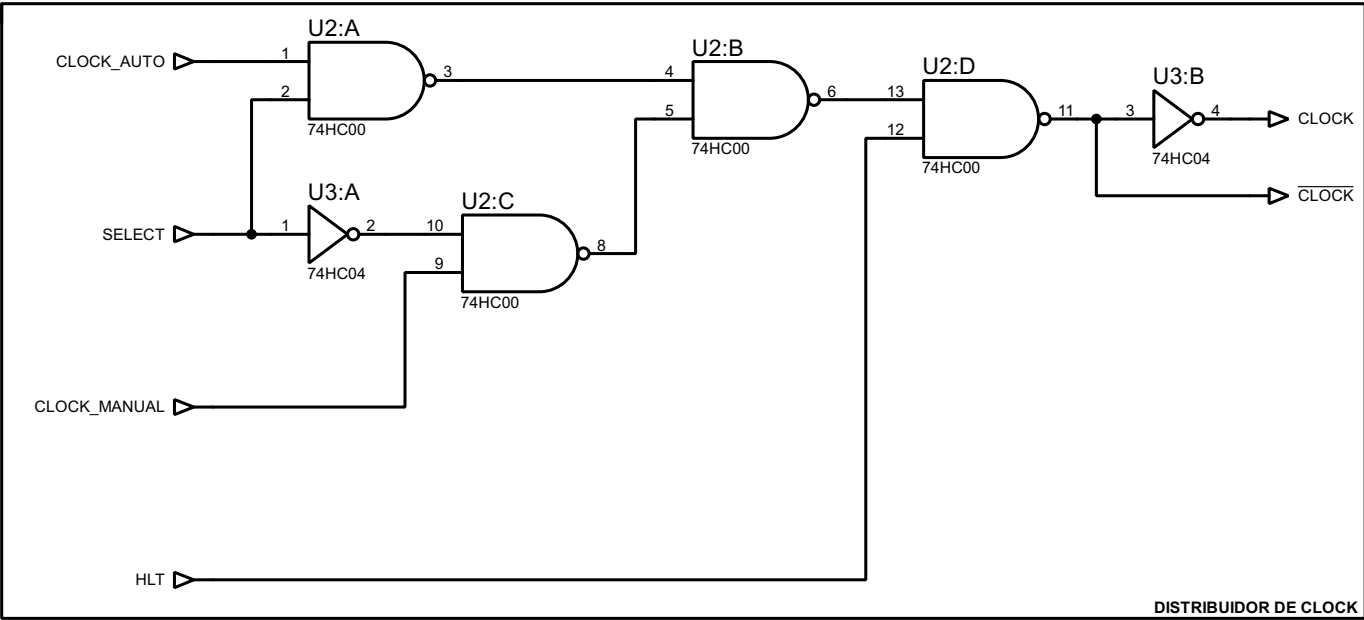 U2:A
CLOCK_AUTO
1
3
2
74HC00
U2:B
4
6
5
74HC00
U2:D
13
11
12
74HC00
U3:B
3
4
74HC04
CLOCK
CLOCK
U3:A
SELECT
1
2
74HC04
U2:C
10
8
9
74HC00
CLOCK_MANUAL
HLT
DISTRIBUIDOR DE CLOCK